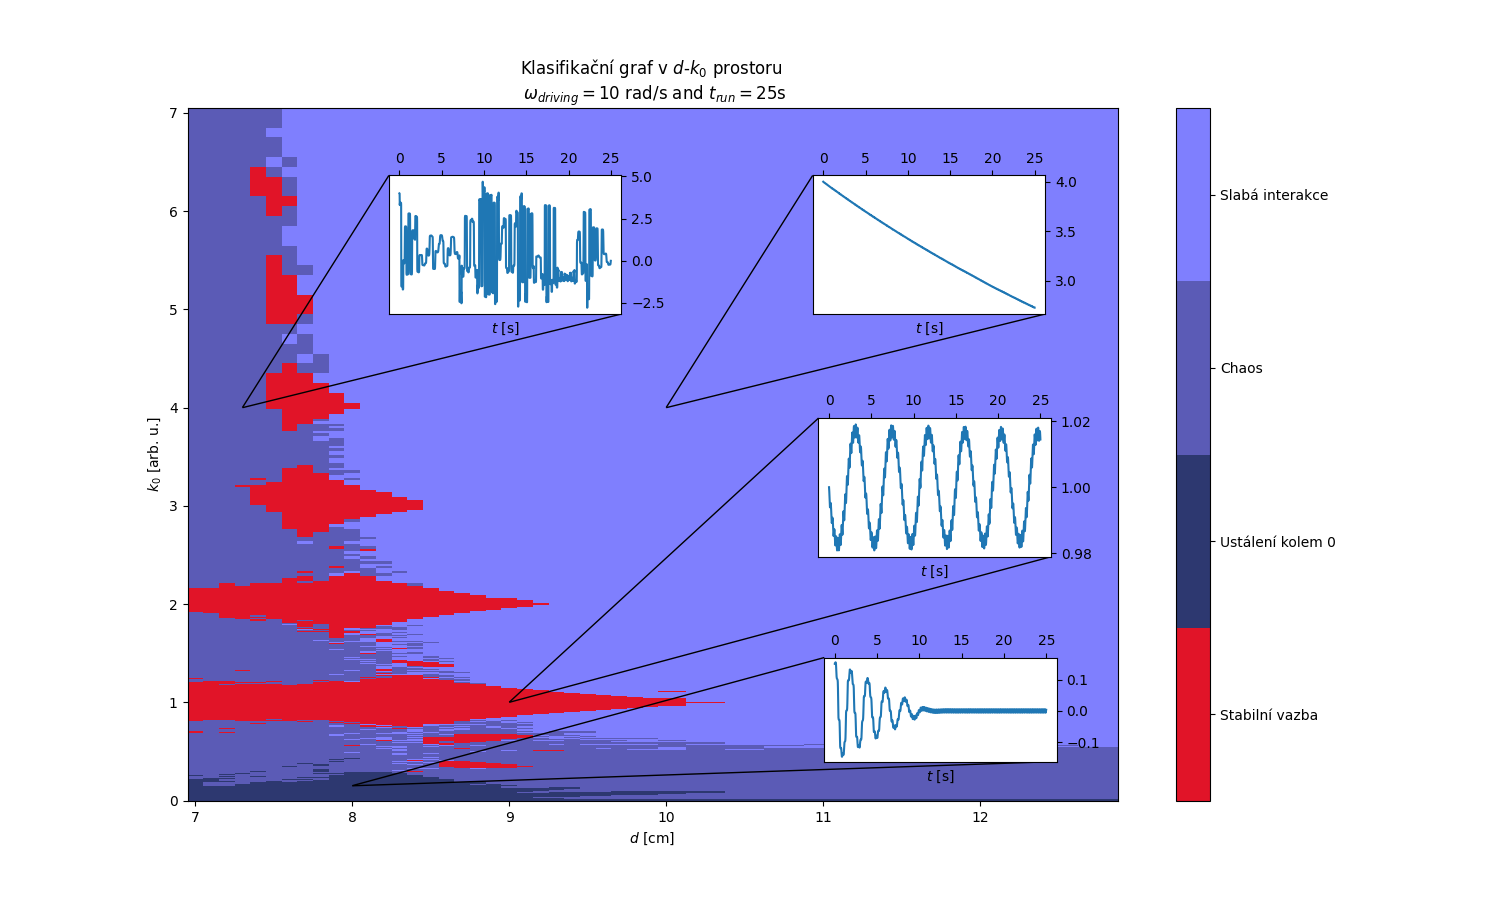 Klasifikační graf v d-k₀ prostoru
ω_driving = 10 rad/s and t_run = 25s
7
6
5
4
3
2
1
0
k₀ [arb. u.]
7
8
9
10
11
12
d [cm]
0 5 10 15 20 25
5.0
2.5
0.0
−2.5
t [s]
0 5 10 15 20 25
4.0
3.5
3.0
t [s]
0 5 10 15 20 25
1.02
1.00
0.98
t [s]
0 5 10 15 20 25
0.1
0.0
−0.1
t [s]
Slabá interakce
Chaos
Ustálení kolem 0
Stabilní vazba